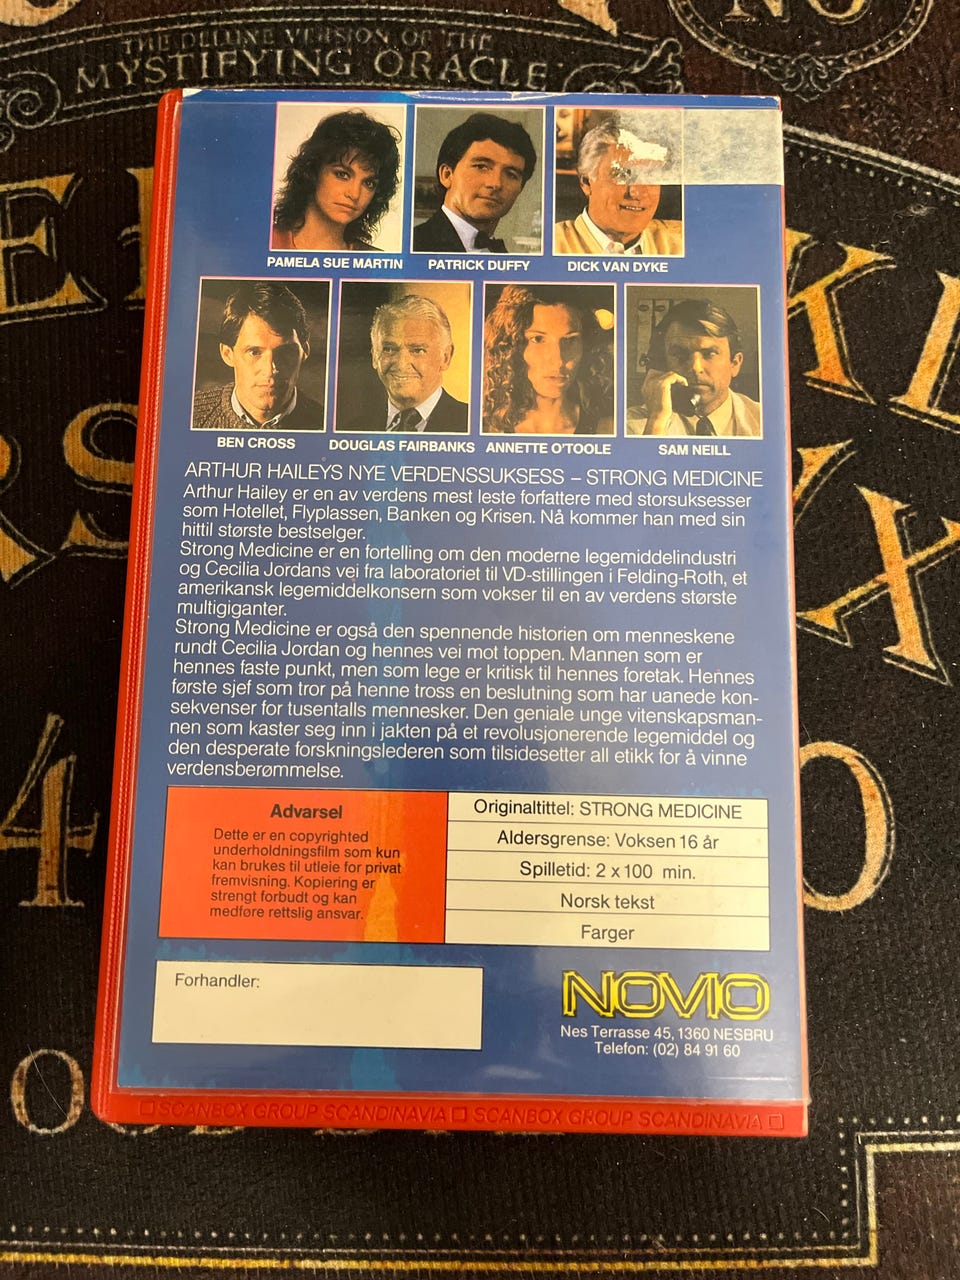 THE DELUXE VERSION OF THE
MYSTIFYING ORACLE
NO
PAMELA SUE MARTIN
PATRICK DUFFY
DICK VAN DYKE
BEN CROSS
DOUGLAS FAIRBANKS
ANNETTE O'TOOLE
SAM NEILL
ARTHUR HAILEYS NYE VERDENSSUKSESS – STRONG MEDICINE
Arthur Hailey er en av verdens mest leste forfattere med storsuksesser
som Hotellet, Flyplassen, Banken og Krisen. Nå kommer han med sin
hittil største bestselger.
Strong Medicine er en fortelling om den moderne legemiddelindustri
og Cecilia Jordans vei fra laboratoriet til VD-stillingen i Felding-Roth, et
amerikansk legemiddelkonsern som vokser til en av verdens største
multigiganter.
Strong Medicine er også den spennende historien om menneskene
rundt Cecilia Jordan og hennes vei mot toppen. Mannen som er
hennes faste punkt, men som lege er kritisk til hennes foretak. Hennes
første sjef som tror på henne tross en beslutning som har uanede kon-
sekvenser for tusentalls mennesker. Den geniale unge vitenskapsman-
nen som kaster seg inn i jakten på et revolusjonerende legemiddel og
den desperate forskningslederen som tilsidesetter all etikk for å vinne
verdensberømmelse.
Advarsel
Dette er en copyrighted
underholdningsfilm som kun
kan brukes til utleie for privat
fremvisning. Kopiering er
strengt forbudt og kan
medføre rettslig ansvar.
Originaltittel: STRONG MEDICINE
Aldersgrense: Voksen 16 år
Spilletid: 2 x 100 min.
Norsk tekst
Farger
Forhandler:
NOVIO
Nes Terrasse 45, 1360 NESBRU
Telefon: (02) 84 91 60
SCANBOX GROUP SCANDINAVIA SCANBOX GROUP SCANDINAVIA